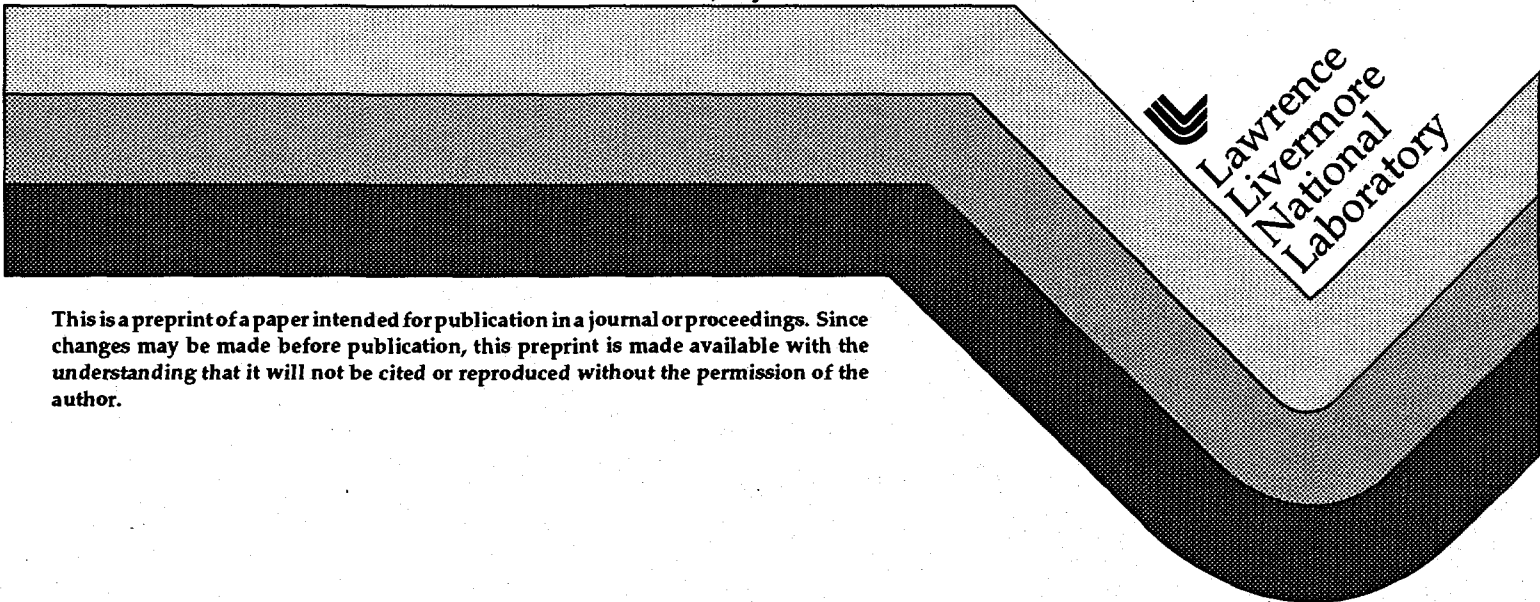 Lawrence
Livermore
National
Laboratory
This is a preprint of a paper intended for publication in a journal or proceedings. Since
changes may be made before publication, this preprint is made available with the
understanding that it will not be cited or reproduced without the permission of the
author.